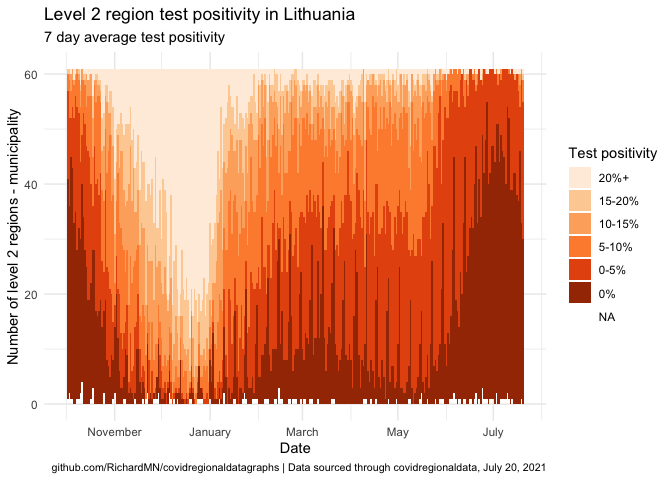 Level 2 region test positivity in Lithuania
7 day average test positivity
Number of level 2 regions - municipality
60
40
20
0
November
January
March
May
July
Date
Test positivity
20%+
15-20%
10-15%
5-10%
0-5%
0%
NA
github.com/RichardMN/covidregionaldatagraphs | Data sourced through covidregionaldata, July 20, 2021